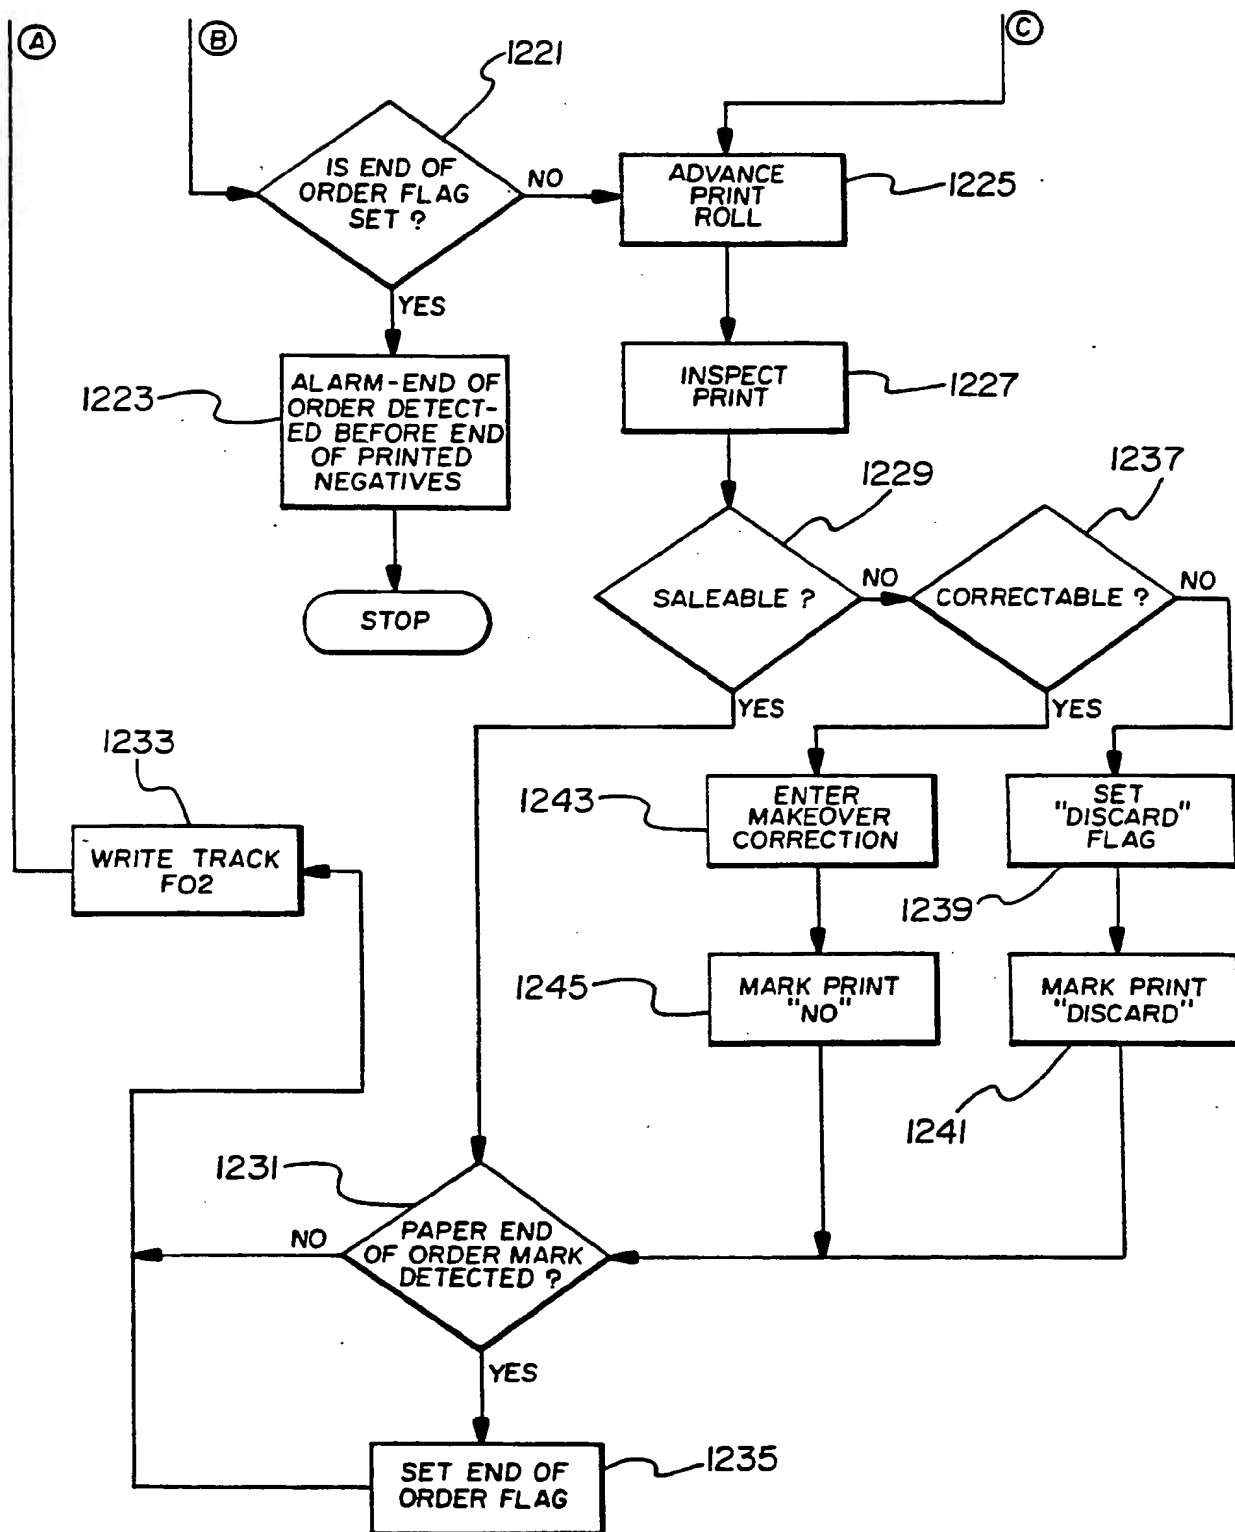 A
B
C
1221
IS END OF
ORDER FLAG
SET ?
NO
YES
ADVANCE
PRINT
ROLL
1225
1223
ALARM-END OF
ORDER DETECT-
ED BEFORE END
OF PRINTED
NEGATIVES
STOP
INSPECT
PRINT
1227
1229
SALEABLE ?
NO
YES
1237
CORRECTABLE ?
NO
YES
1233
WRITE TRACK
F02
1243
ENTER
MAKEOVER
CORRECTION
SET
"DISCARD"
FLAG
1239
1245
MARK PRINT
"NO"
MARK PRINT
"DISCARD"
1241
1231
PAPER END
OF ORDER MARK
DETECTED ?
NO
YES
SET END OF
ORDER FLAG
1235